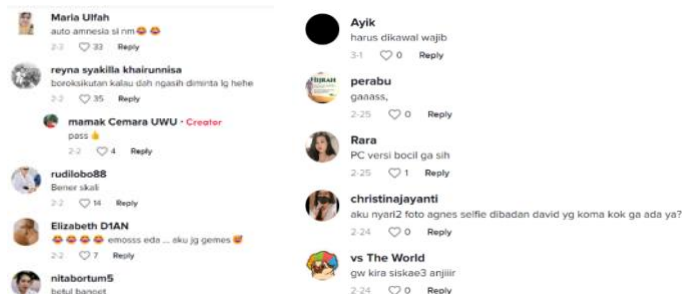 Maria Ulfah
auto amnesia si nm😂😂
2-3 33 Reply
reyna syakilla khairunnisa
boroksikutan kalau dah ngasih diminta lg hehe
2-2 35 Reply
mamak Cemara UWU · Creator
pass👍
2-2 4 Reply
rudilobo88
Bener skali
2-2 14 Reply
Elizabeth D1AN
😂😂😂😂 emosss eda ... aku jg gemes
2-2 7 Reply
nitabortum5
betul banget
Ayik
harus dikawal wajib
3-1 0 Reply
perabu
gaaass,
2-25 0 Reply
Rara
PC versi bocil ga sih
2-25 1 Reply
christinajayanti
aku nyari2 foto agnes selfie dibadan david yg koma kok ga ada ya?
2-24 0 Reply
vs The World
gw kira siskae3 anjiiir
2-24 0 Reply